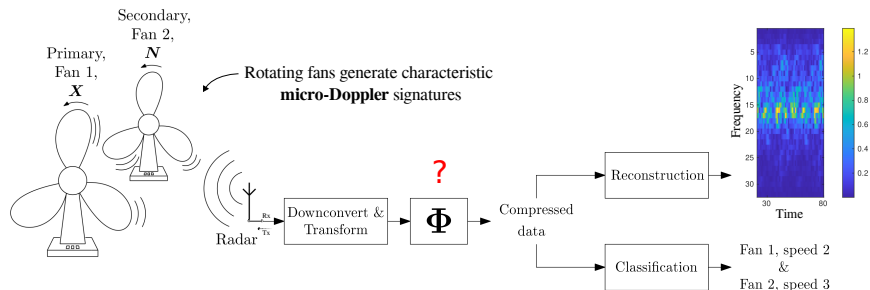 Secondary,
Fan 2,
N
Primary,
Fan 1,
X
Rotating fans generate characteristic
micro-Doppler signatures
Radar
Rx
Tx
Downconvert &
Transform
?
Φ
Compressed
data
Reconstruction
Classification
Frequency
5
10
15
20
25
30
30
80
Time
1.2
1
0.8
0.6
0.4
0.2
Fan 1, speed 2
&
Fan 2, speed 3